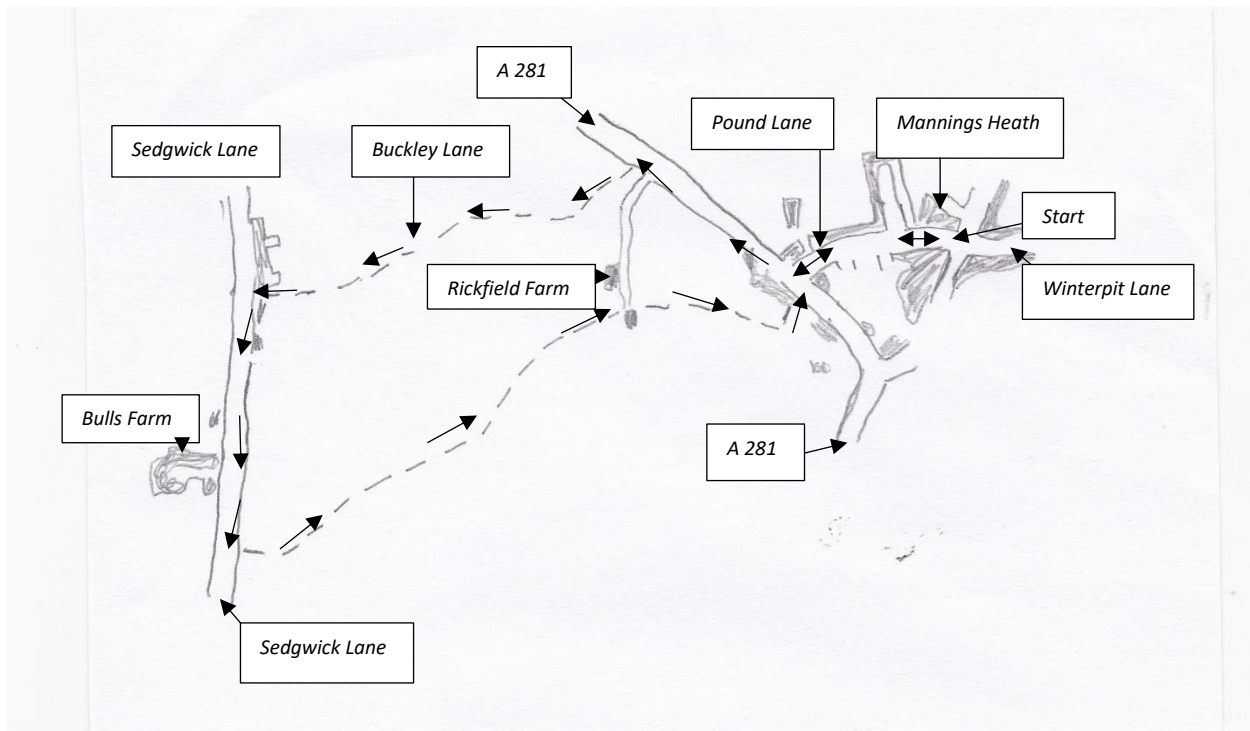 A 281
Pound Lane
Mannings Heath
Sedgwick Lane
Buckley Lane
Start
Rickfield Farm
Winterpit Lane
Bulls Farm
A 281
Sedgwick Lane